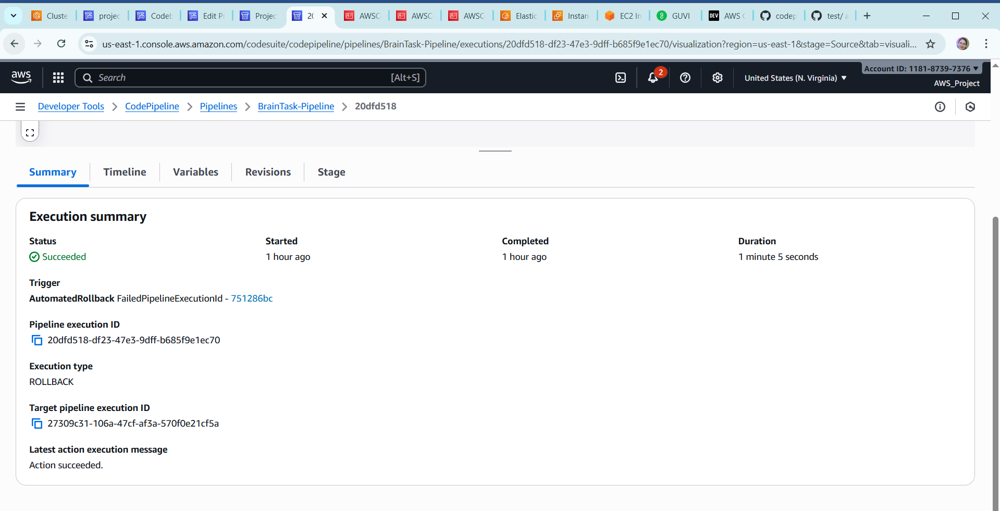 Cluste
projec
Codeb
Edit P
Projec
20
AWSC
AWSC
AWSC
Elastic
Instan
EC2 In
GUVI
DEV AWS C
codep
test/ a
us-east-1.console.aws.amazon.com/codesuite/codepipeline/pipelines/BrainTask-Pipeline/executions/20dfd518-df23-47e3-9dff-b685f9e1ec70/visualization?region=us-east-1&stage=Source&tab=visuali...
aws
Search [Alt+S]
2
United States (N. Virginia)
Account ID: 1181-8739-7376
AWS_Project
Developer Tools > CodePipeline > Pipelines > BrainTask-Pipeline > 20dfd518
Summary
Timeline
Variables
Revisions
Stage
Execution summary
Status
Succeeded
Started
1 hour ago
Completed
1 hour ago
Duration
1 minute 5 seconds
Trigger
AutomatedRollback FailedPipelineExecutionId - 751286bc
Pipeline execution ID
20dfd518-df23-47e3-9dff-b685f9e1ec70
Execution type
ROLLBACK
Target pipeline execution ID
27309c31-106a-47cf-af3a-570f0e21cf5a
Latest action execution message
Action succeeded.